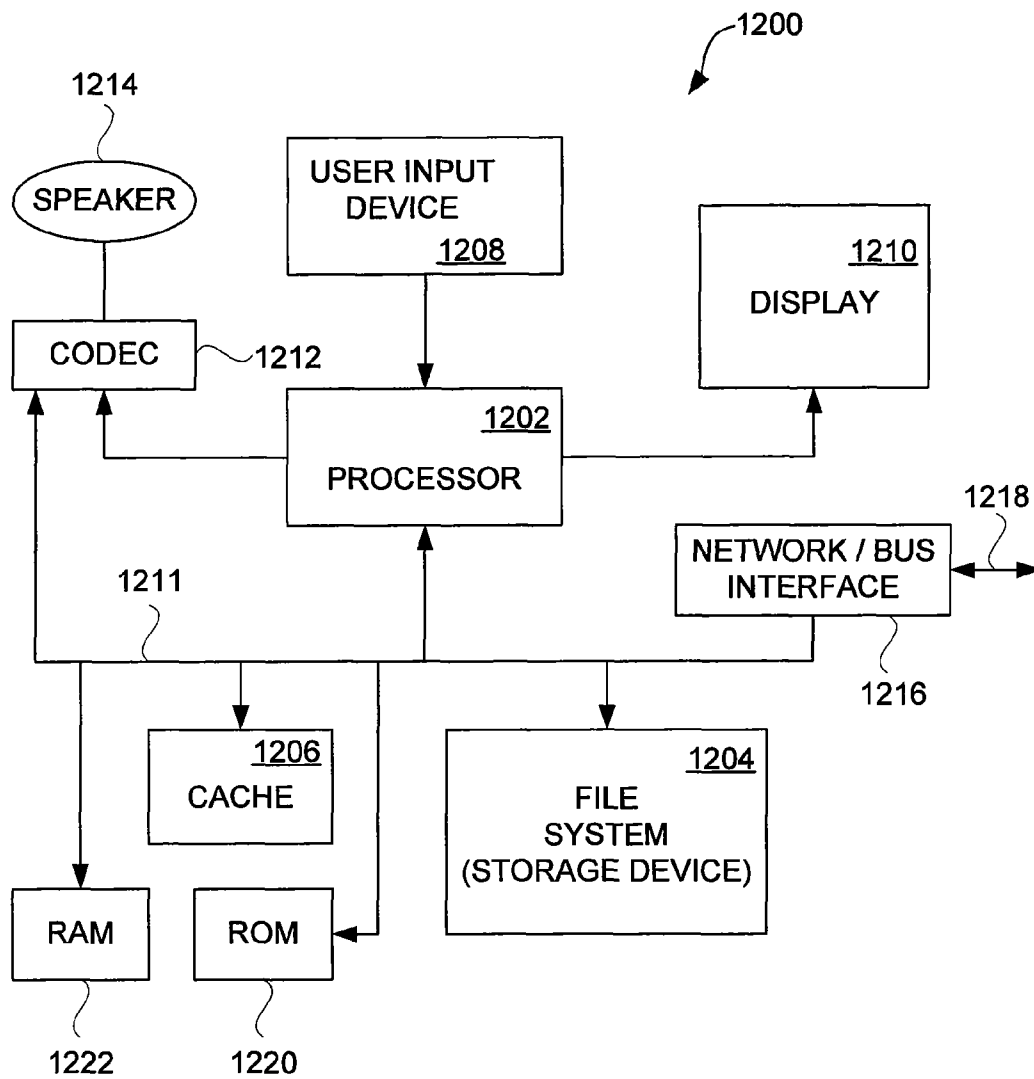 1200
1214
SPEAKER
USER INPUT
DEVICE
1208
1210
DISPLAY
CODEC
1212
1202
PROCESSOR
1218
NETWORK / BUS
INTERFACE
1211
1216
1206
CACHE
1204
FILE
SYSTEM
(STORAGE DEVICE)
RAM
ROM
1222
1220